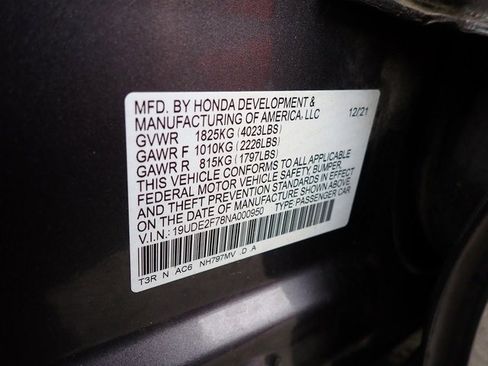 MFD. BY HONDA DEVELOPMENT &
MANUFACTURING OF AMERICA, LLC 12/21
GVWR 1825KG (4023LBS)
GAWR F 1010KG (2226LBS)
GAWR R 815KG (1797LBS)
THIS VEHICLE CONFORMS TO ALL APPLICABLE
FEDERAL MOTOR VEHICLE SAFETY, BUMPER,
AND THEFT PREVENTION STANDARDS IN EFFECT
ON THE DATE OF MANUFACTURE SHOWN ABOVE.
V.I.N.: 19UDE2F78NA000950 TYPE: PASSENGER CAR
T3R N AC6 NH797MV D A